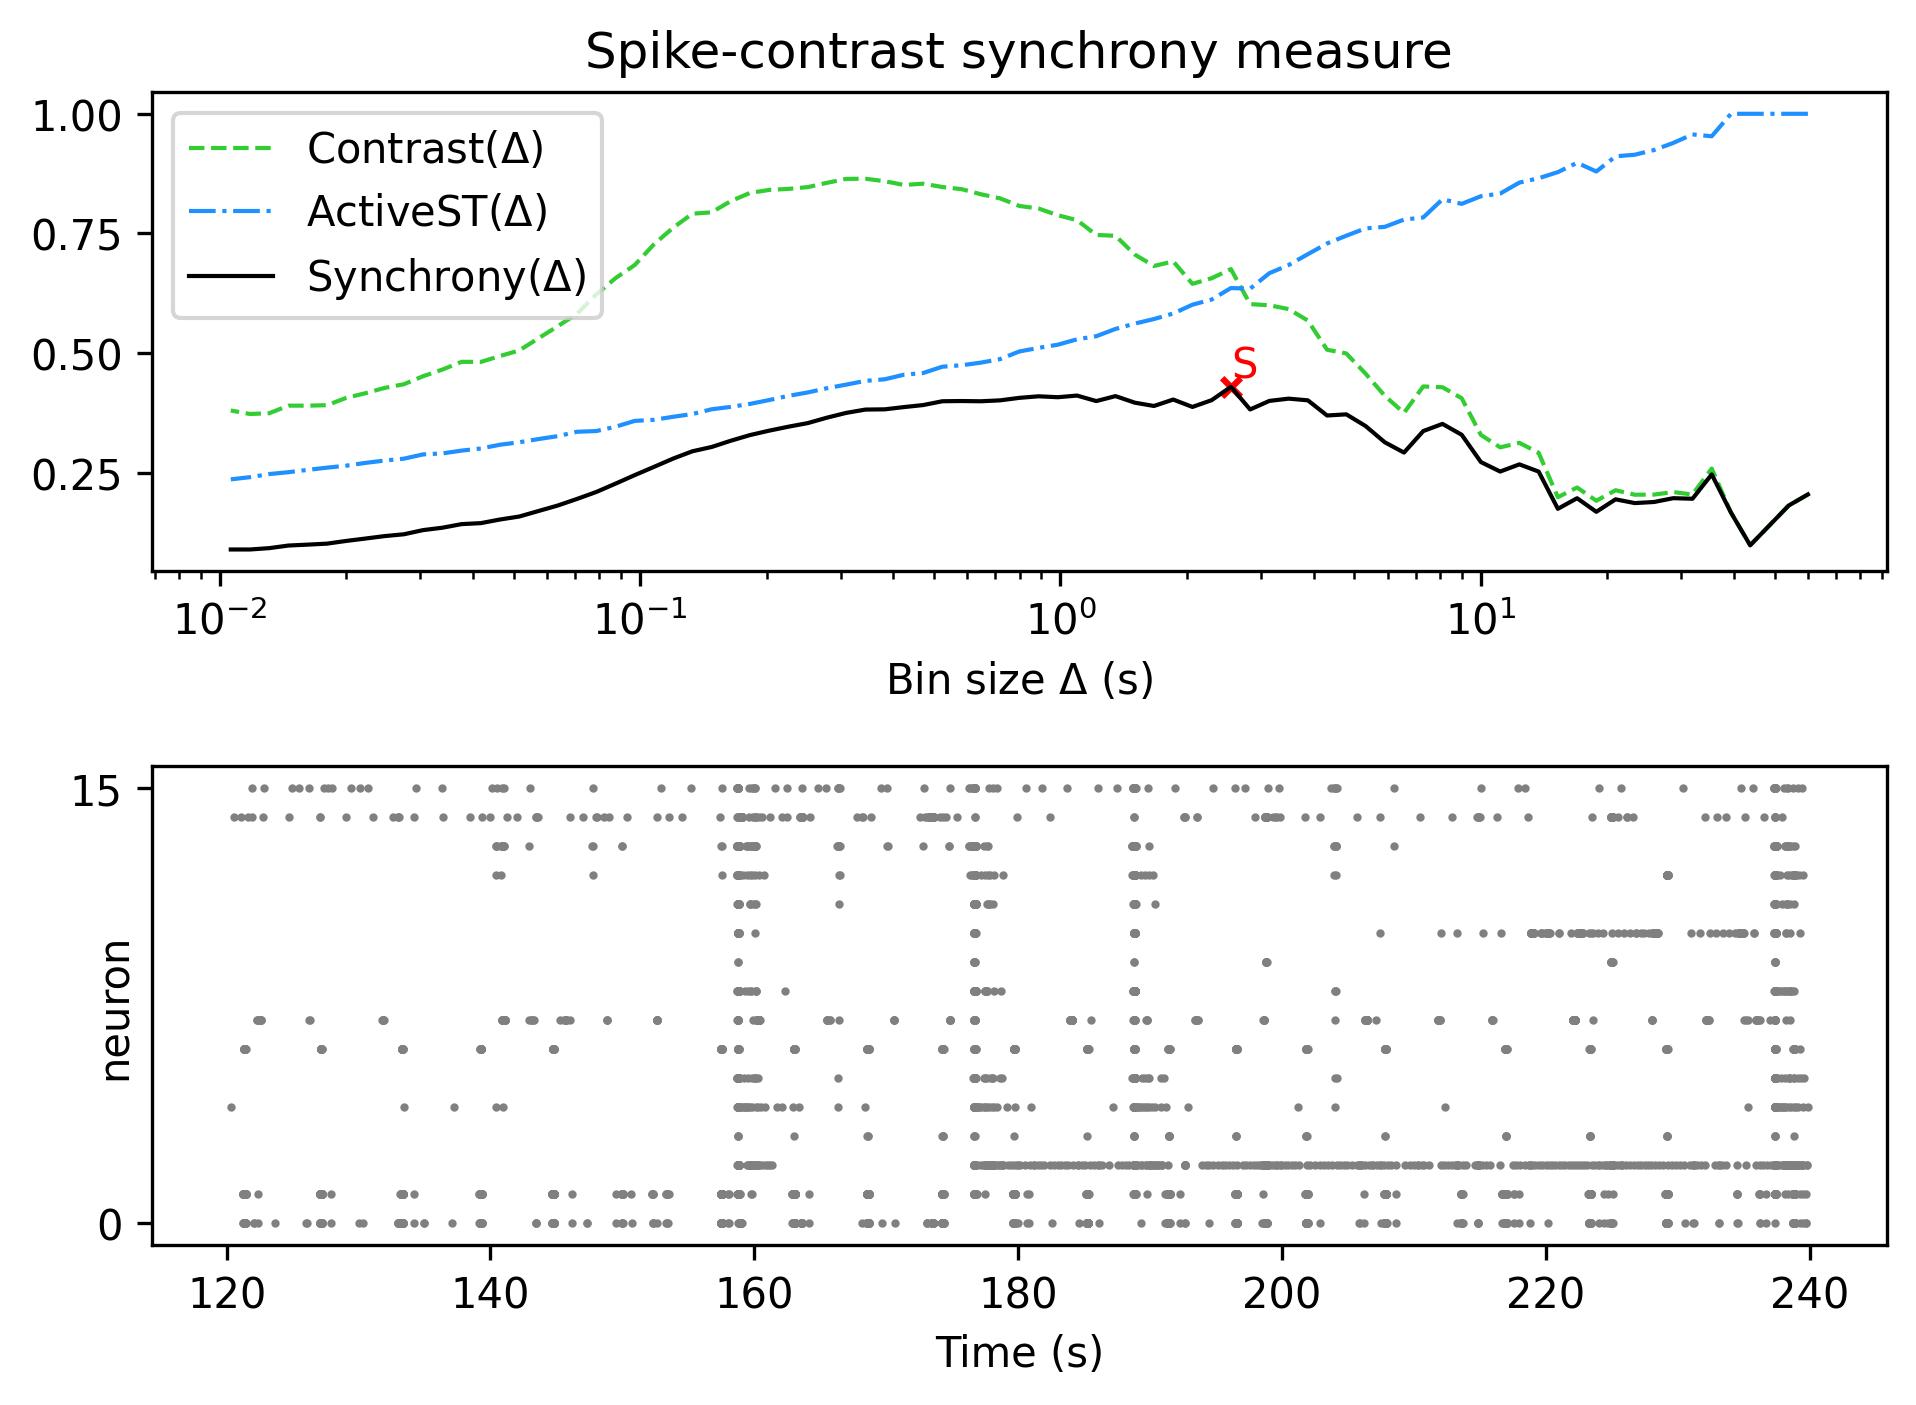 Spike-contrast synchrony measure
1.00
0.75
0.50
0.25
Contrast(Δ)
ActiveST(Δ)
Synchrony(Δ)
S
10⁻² 10⁻¹ 10⁰ 10¹
Bin size Δ (s)
15
0
neuron
120 140 160 180 200 220 240
Time (s)